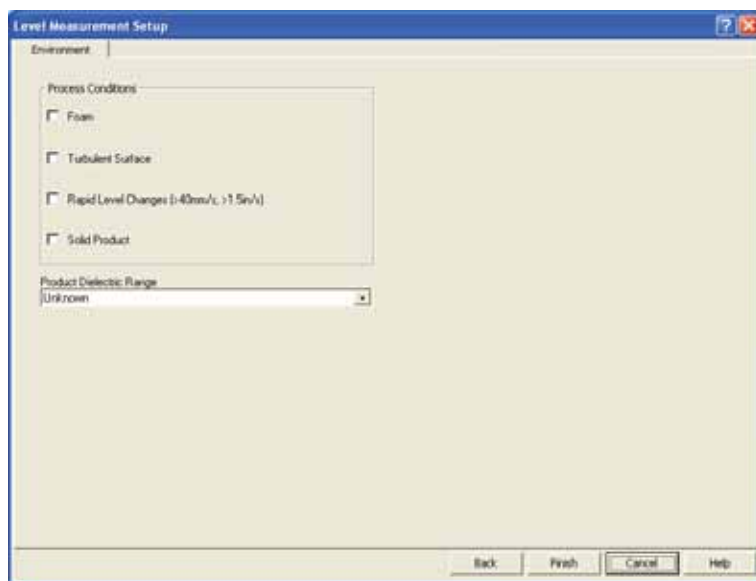 Level Measurement Setup
Environment
Process Conditions
Foam
Turbulent Surface
Rapid Level Changes (>40mm/s, >1.5in/s)
Solid Product
Product Dielectric Range
Unknown
Back Finish Cancel Help